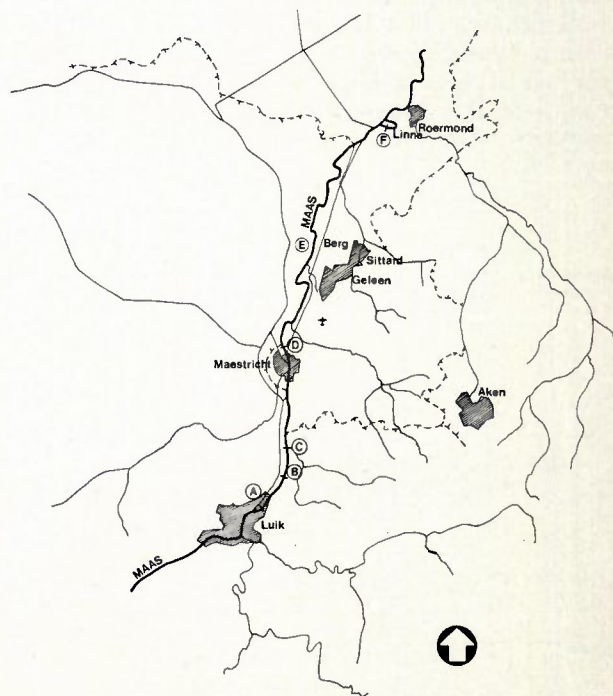 Roermond
Linne
F
MAAS
E
Berg
Sittard
Geleen
D
Maestricht
Aken
C
B
A
Luik
MAAS